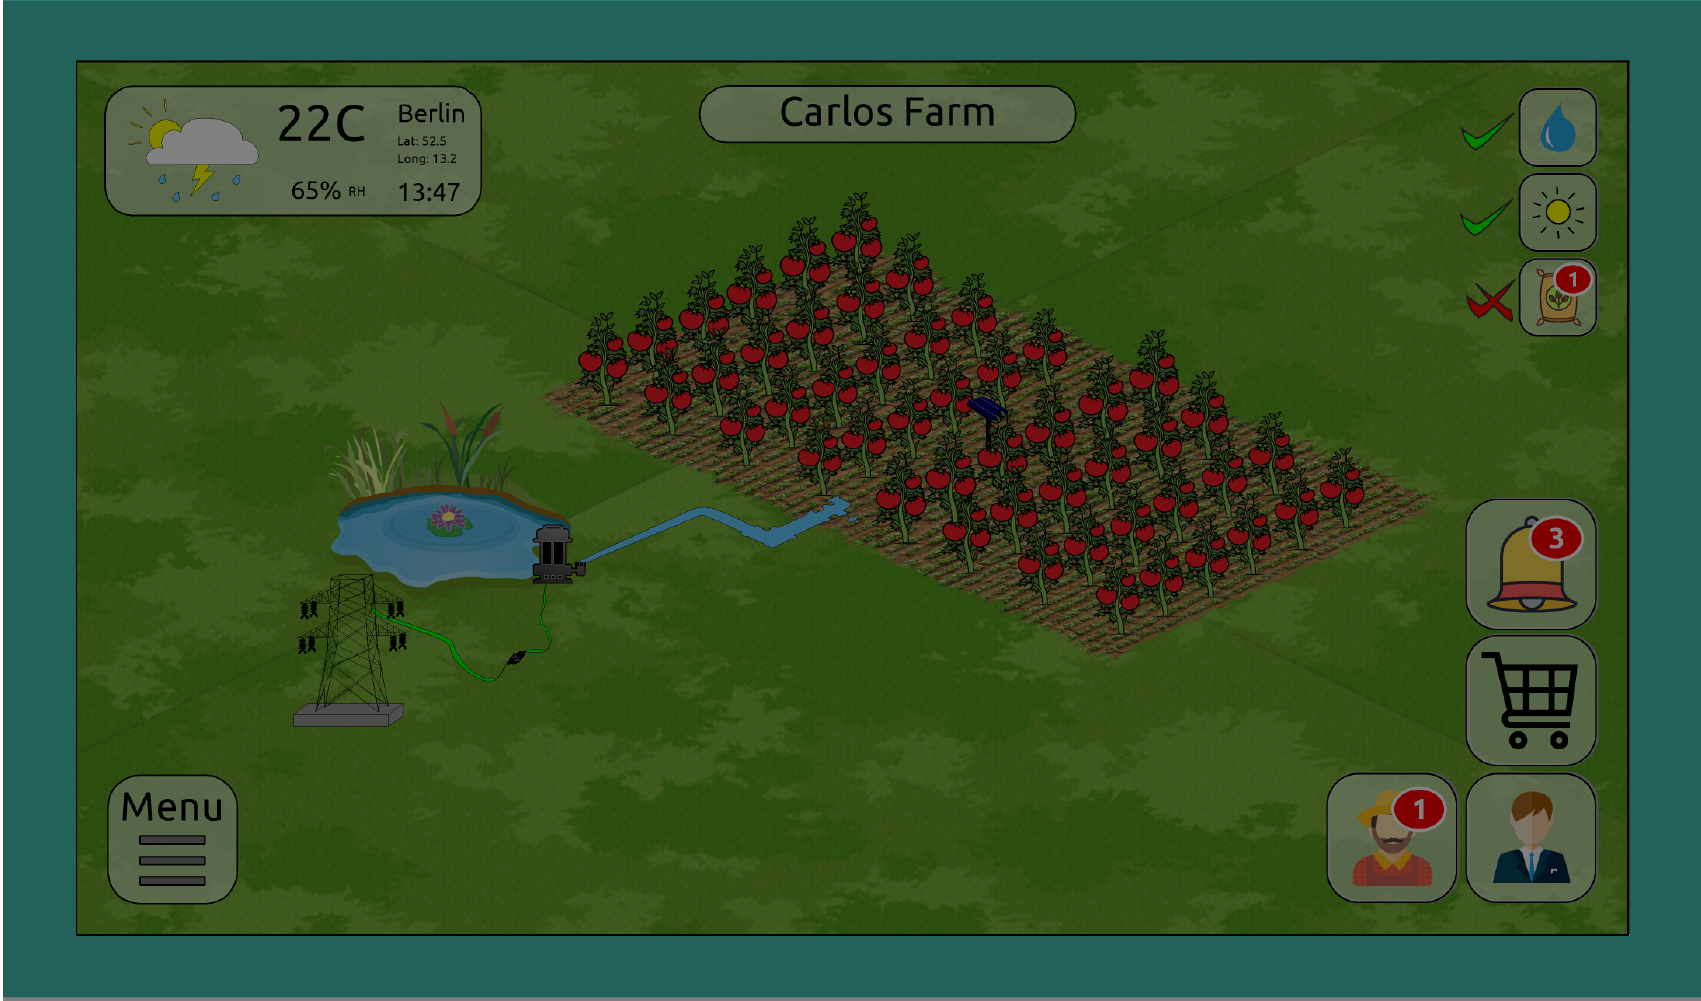 22C
Berlin
Lat: 52.5
Long: 13.2
65% RH
13:47
Carlos Farm
1
3
Menu
1